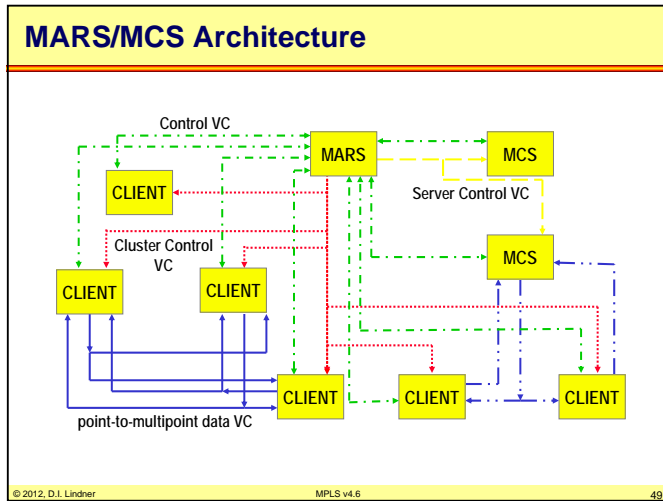 MARS/MCS Architecture
Control VC
MARS
MCS
Server Control VC
CLIENT
Cluster Control
VC
MCS
CLIENT
CLIENT
CLIENT
CLIENT
CLIENT
point-to-multipoint data VC
© 2012, D.I. Lindner
MPLS v4.6
49